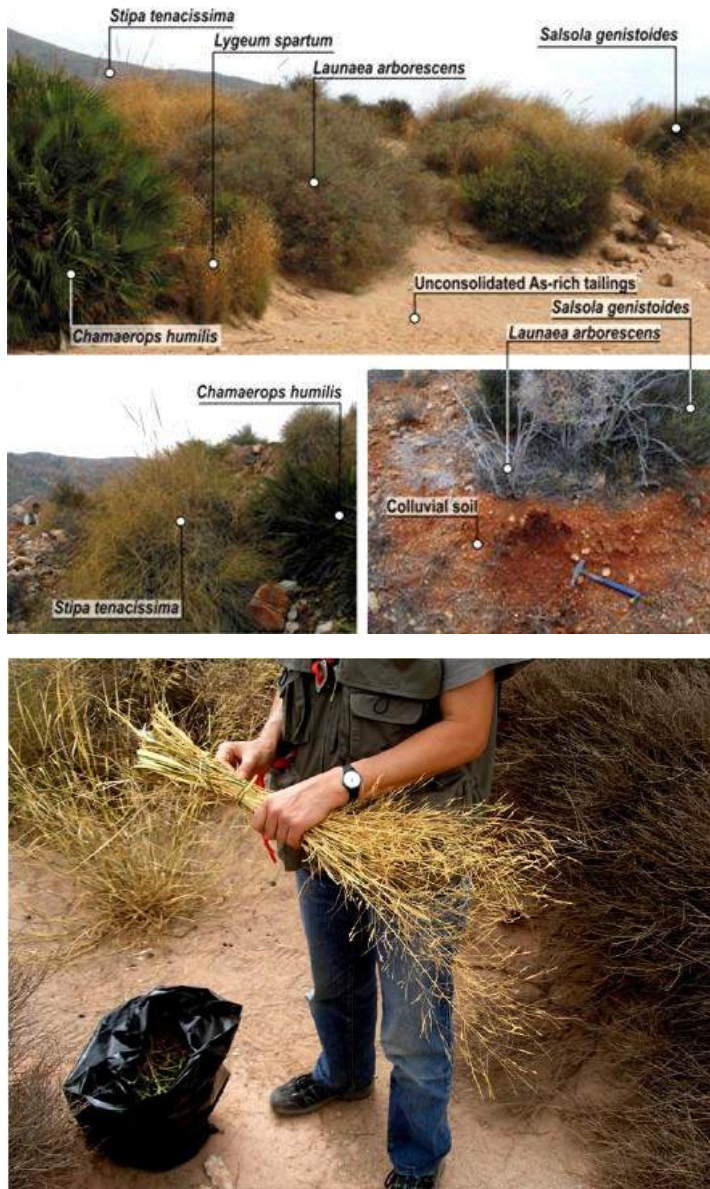 Stipa tenacissima
Lygeum spartum
Launaea arborescens
Salsola genistoides
Unconsolidated As-rich tailings
Chamaerops humilis
Salsola genistoides
Launaea arborescens
Chamaerops humilis
Stipa tenacissima
Colluvial soil